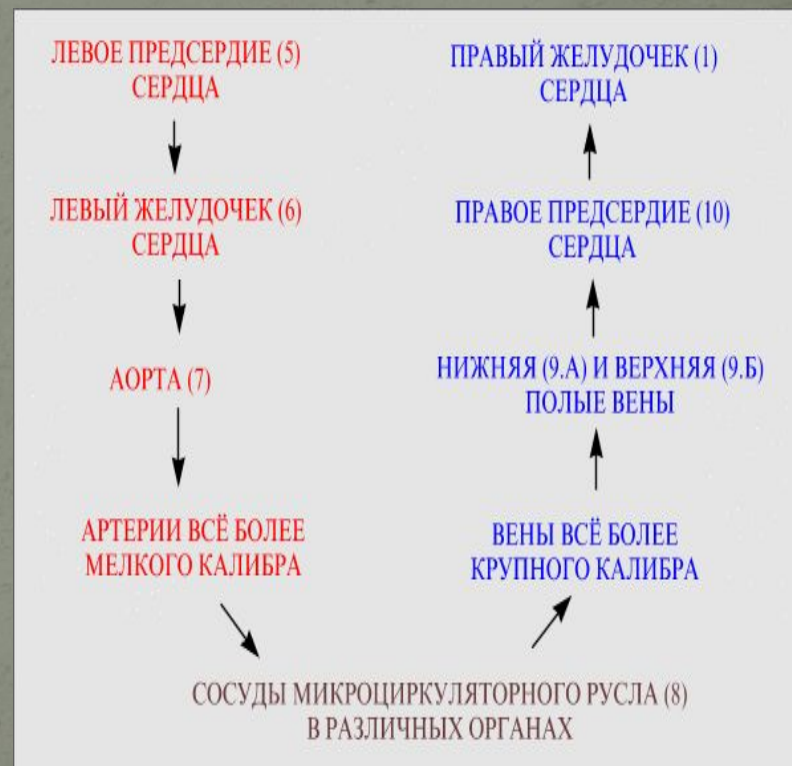 ЛЕВОЕ ПРЕДСЕРДИЕ (5)
СЕРДЦА
ЛЕВЫЙ ЖЕЛУДОЧЕК (6)
СЕРДЦА
АОРТА (7)
АРТЕРИИ ВСЁ БОЛЕЕ
МЕЛКОГО КАЛИБРА
СОСУДЫ МИКРОЦИРКУЛЯТОРНОГО РУСЛА (8)
В РАЗЛИЧНЫХ ОРГАНАХ
ВЕНЫ ВСЁ БОЛЕЕ
КРУПНОГО КАЛИБРА
НИЖНЯЯ (9.А) И ВЕРХНЯЯ (9.Б)
ПОЛЫЕ ВЕНЫ
ПРАВОЕ ПРЕДСЕРДИЕ (10)
СЕРДЦА
ПРАВЫЙ ЖЕЛУДОЧЕК (1)
СЕРДЦА